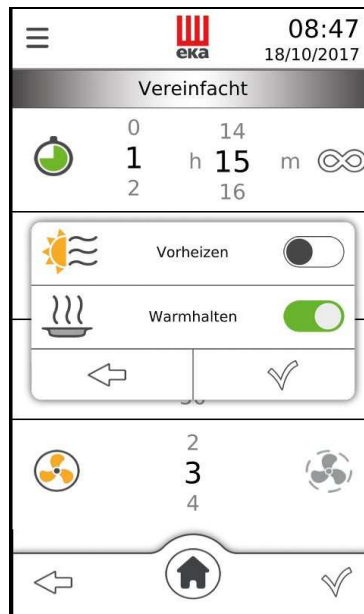 eka
08:47
18/10/2017
Vereinfacht
0 14
1 h 15 m
2 16
Vorheizen
Warmhalten
2
3
4